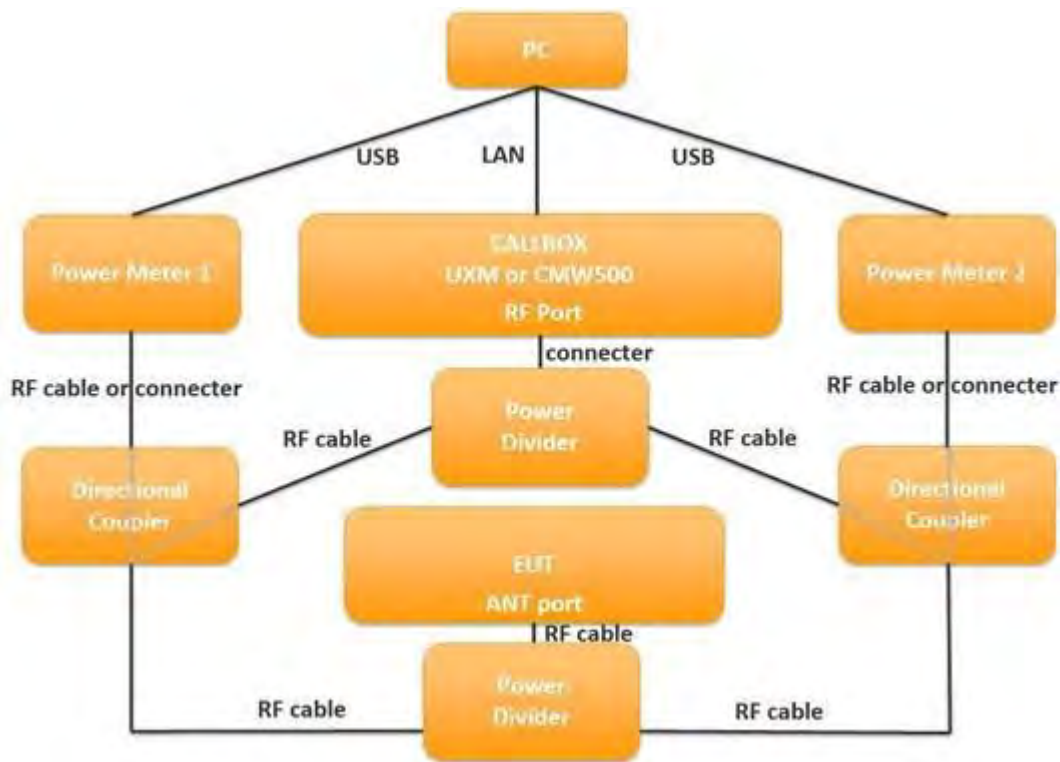 PC
USB
LAN
USB
Power Meter 1
CALLBOX
UXM or CMW500
RF Port
Power Meter 2
connecter
RF cable or connecter
RF cable or connecter
Power
Divider
RF cable
RF cable
Directional
Coupler
Directional
Coupler
EUT
ANT port
RF cable
Power
Divider
RF cable
RF cable